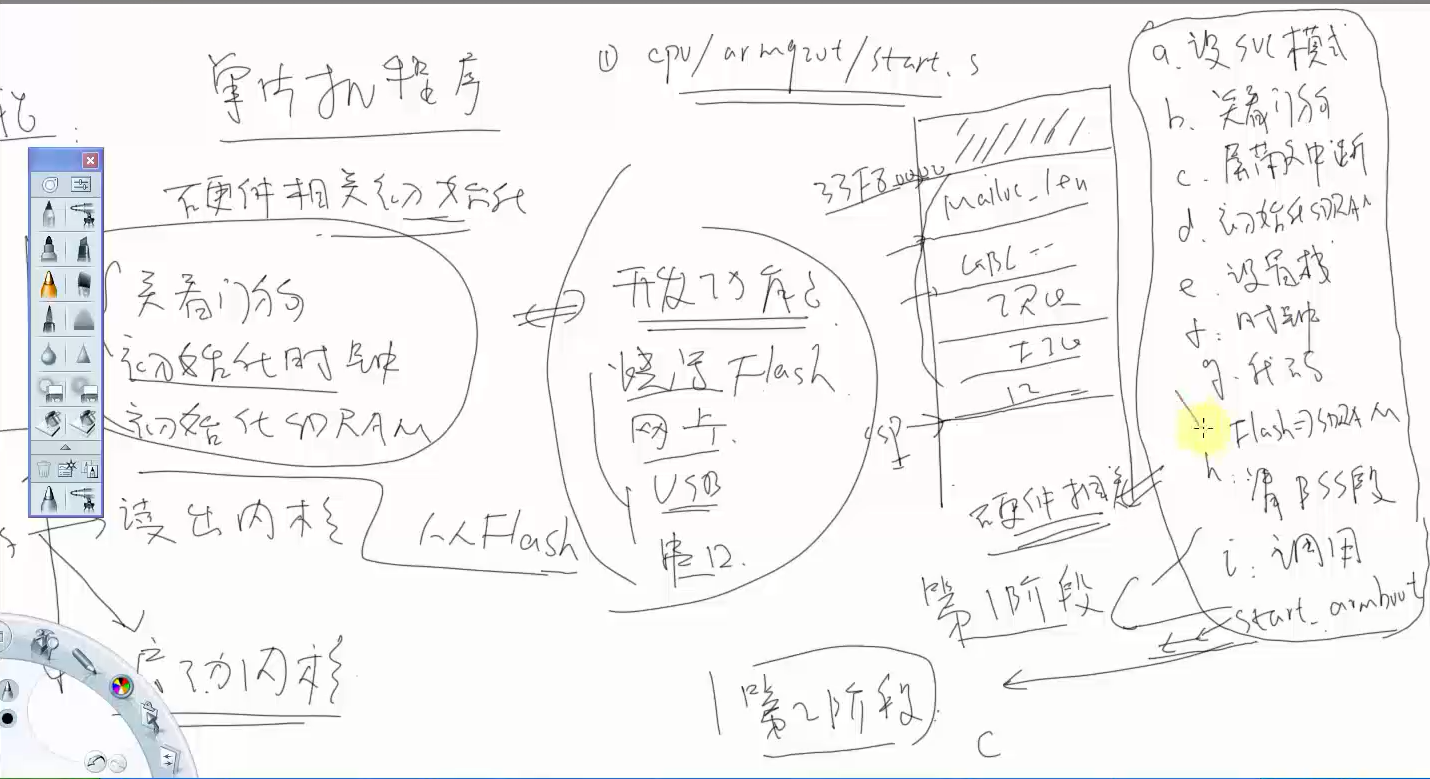 单片机程序
硬件相关初始化
关看门狗
初始化时钟
初始化SDRAM
读出内核
从Flash
启动内核
开发功能
烧写Flash
网卡.
USB
串口.
① cpu/arm920t/start.s
33F80000
malloc_len
IRQ
FIQ
12
sp
硬件相关
第1阶段
第2阶段
C
a. 设SVC模式
b. 关看门狗
c. 屏蔽中断
d. 初始化SDRAM
e. 设置栈
f: 时钟
g. 代码
Flash⇒SDRAM
h: 清BSS段
i: 调用
start_armboot